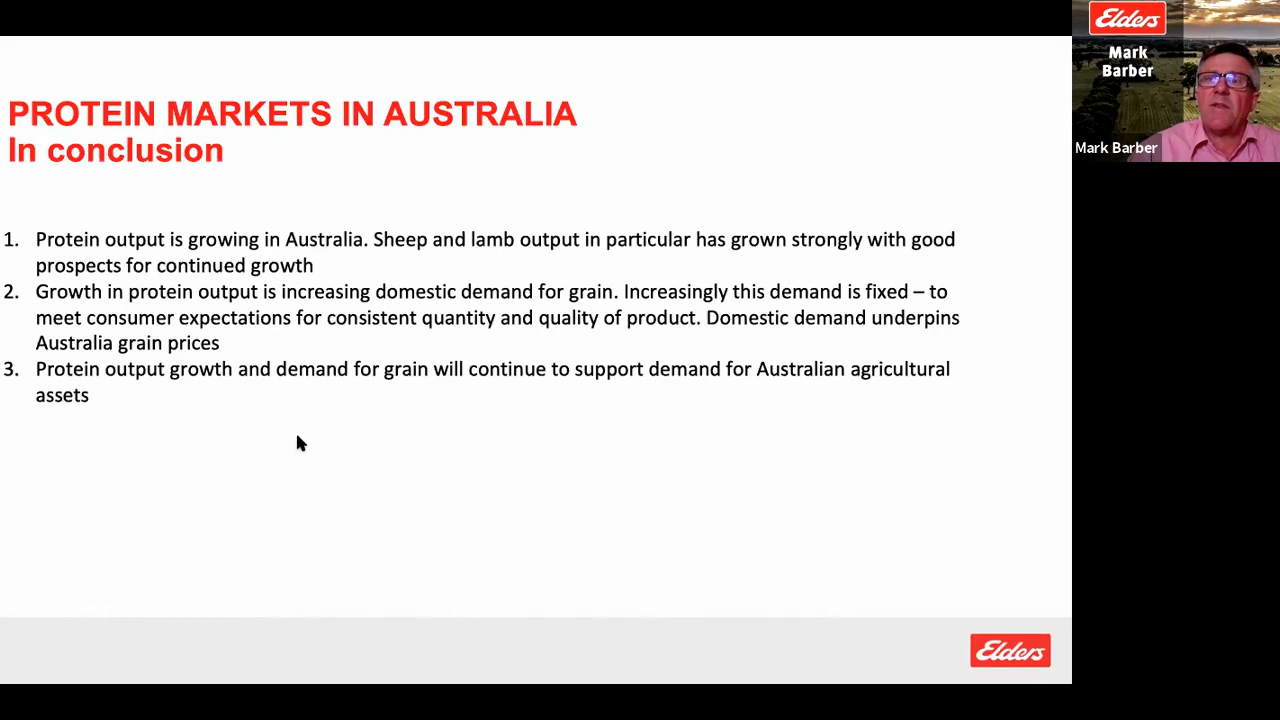 PROTEIN MARKETS IN AUSTRALIA
In conclusion
1. Protein output is growing in Australia. Sheep and lamb output in particular has grown strongly with good
prospects for continued growth
2. Growth in protein output is increasing domestic demand for grain. Increasingly this demand is fixed – to
meet consumer expectations for consistent quantity and quality of product. Domestic demand underpins
Australia grain prices
3. Protein output growth and demand for grain will continue to support demand for Australian agricultural
assets
Elders
Elders
Mark
Barber
Mark Barber